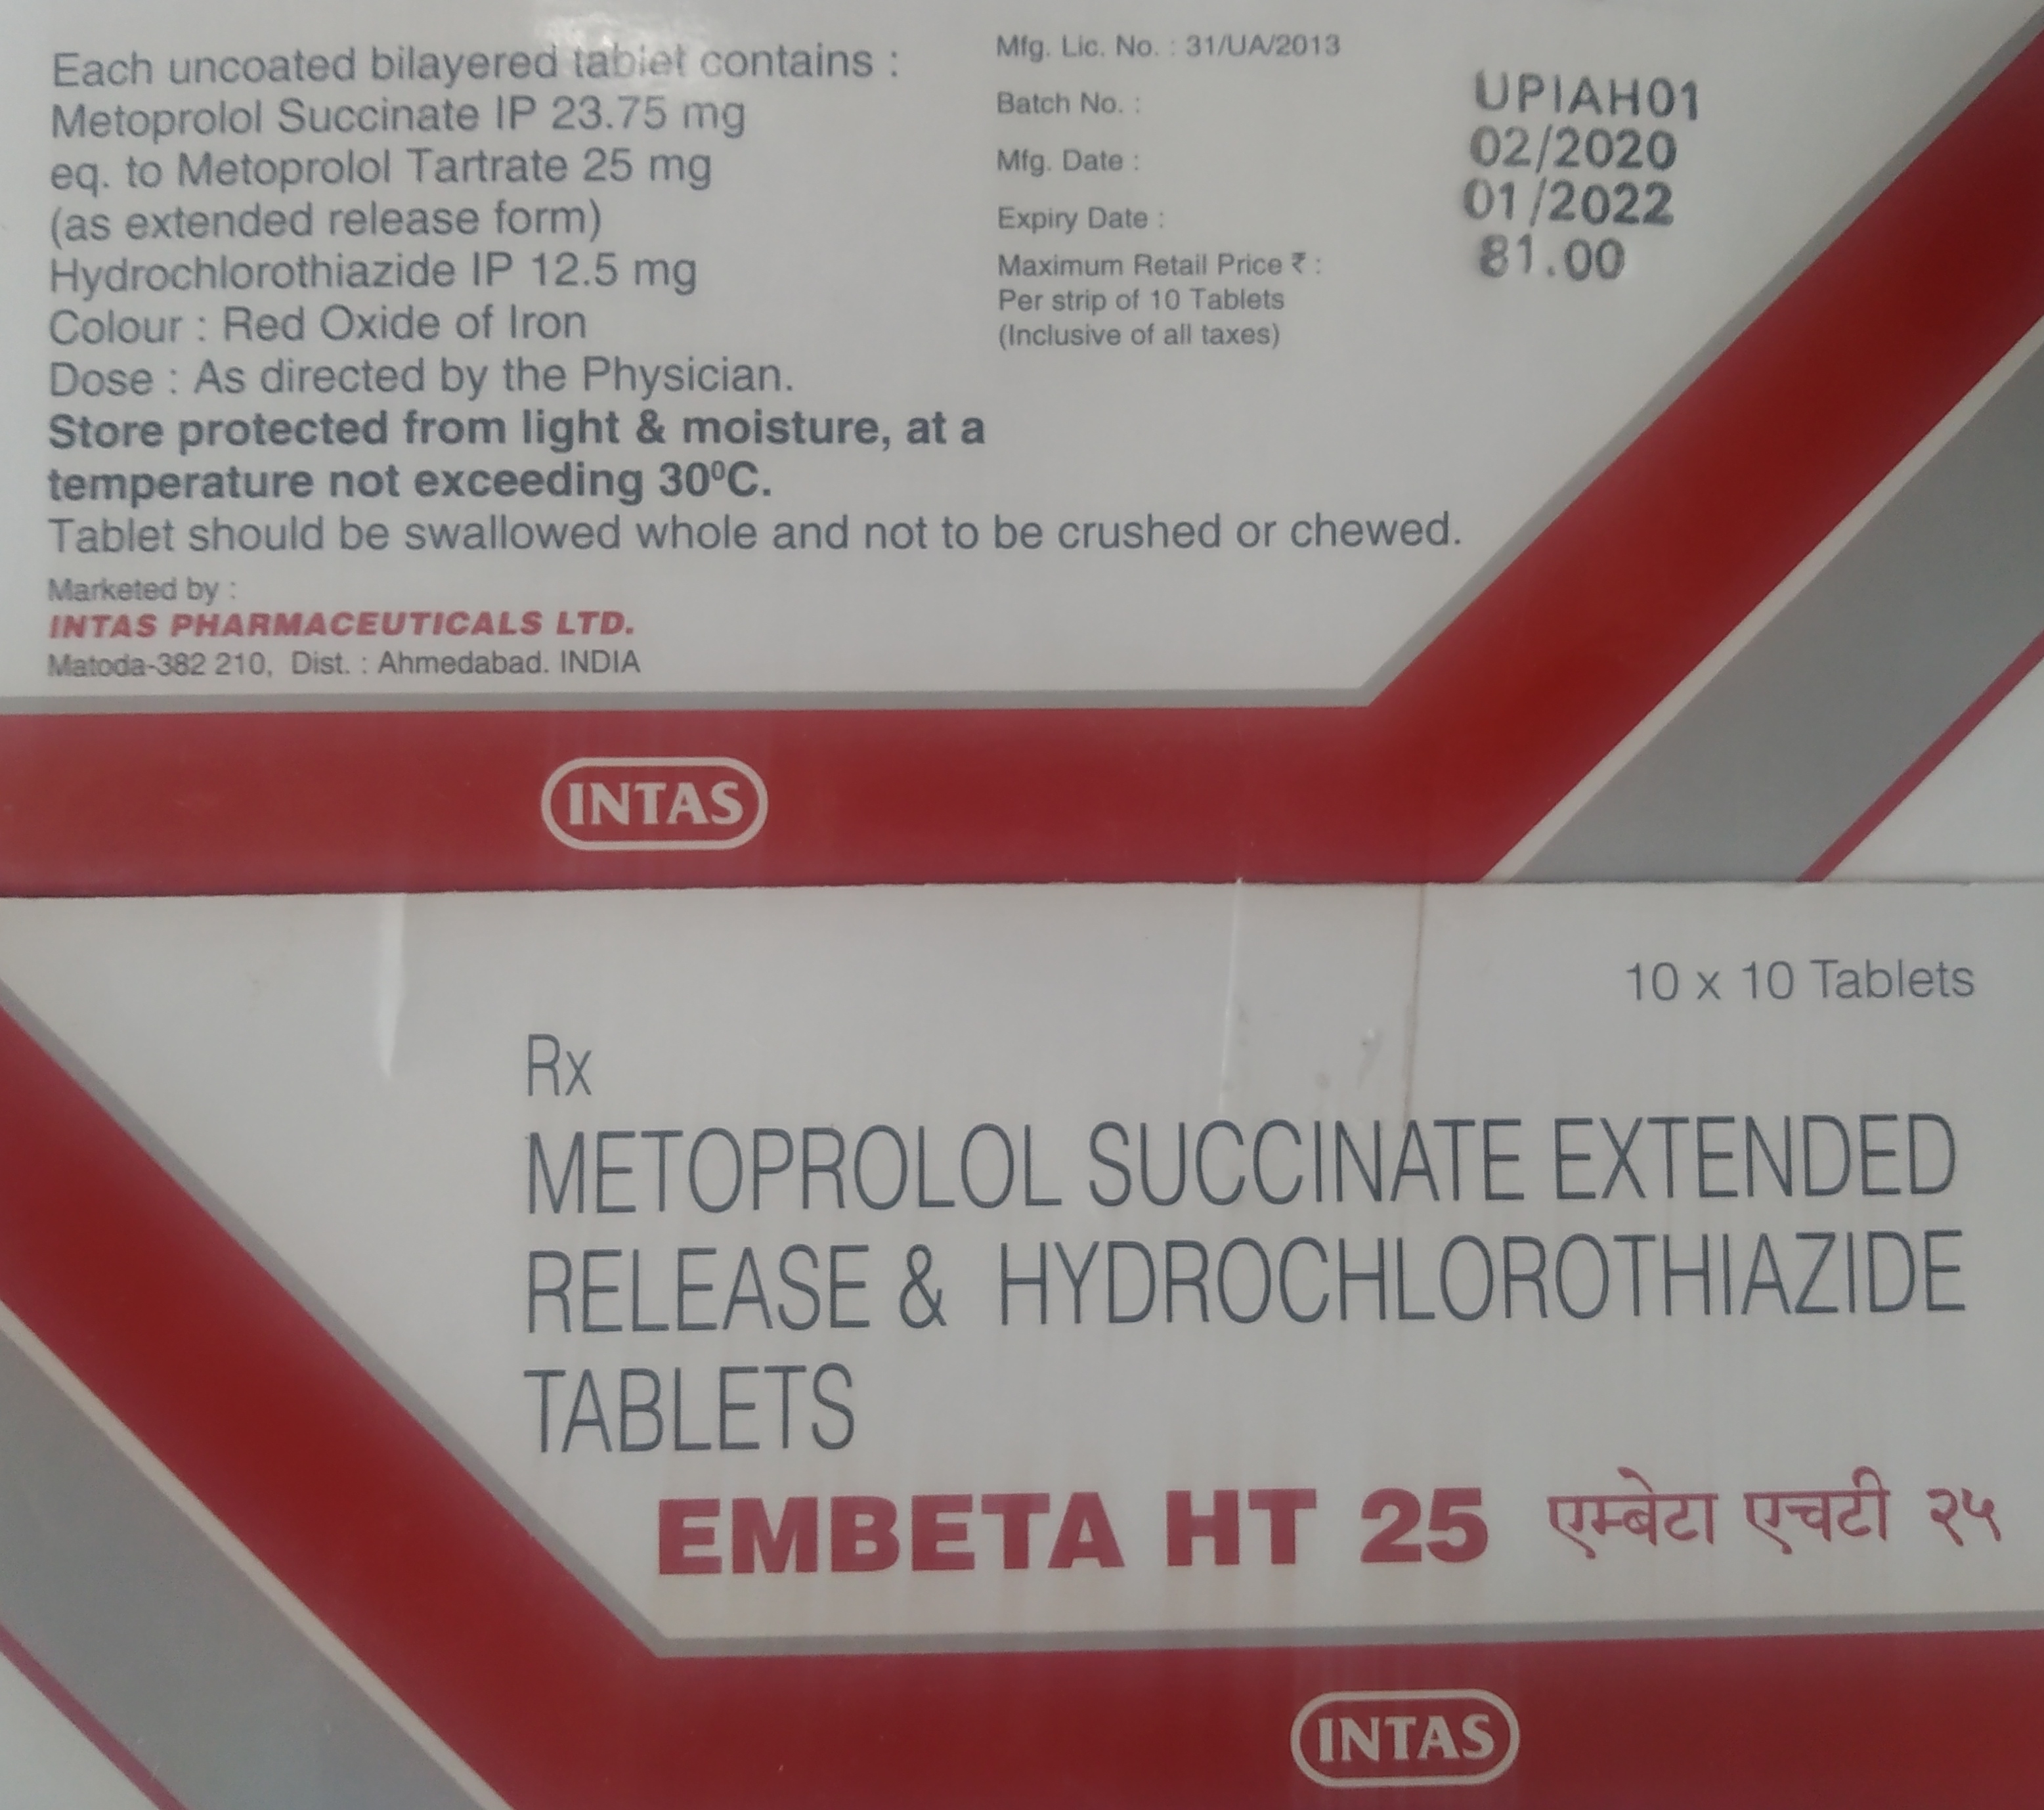 Each uncoated bilayered tablet contains :
Metoprolol Succinate IP 23.75 mg
eq. to Metoprolol Tartrate 25 mg
(as extended release form)
Hydrochlorothiazide IP 12.5 mg
Colour : Red Oxide of Iron
Dose : As directed by the Physician.
Store protected from light & moisture, at a
temperature not exceeding 30⁰C.
Tablet should be swallowed whole and not to be crushed or chewed.
Marketed by :
INTAS PHARMACEUTICALS LTD.
Matoda-382 210, Dist. : Ahmedabad. INDIA
Mfg. Lic. No. : 31/UA/2013
Batch No. : UPIAH01
Mfg. Date : 02/2020
Expiry Date : 01/2022
Maximum Retail Price ₹ : 81.00
Per strip of 10 Tablets
(Inclusive of all taxes)
INTAS
10 x 10 Tablets
Rx
METOPROLOL SUCCINATE EXTENDED
RELEASE & HYDROCHLOROTHIAZIDE
TABLETS
EMBETA HT 25 एम्बेटा एचटी २५
INTAS